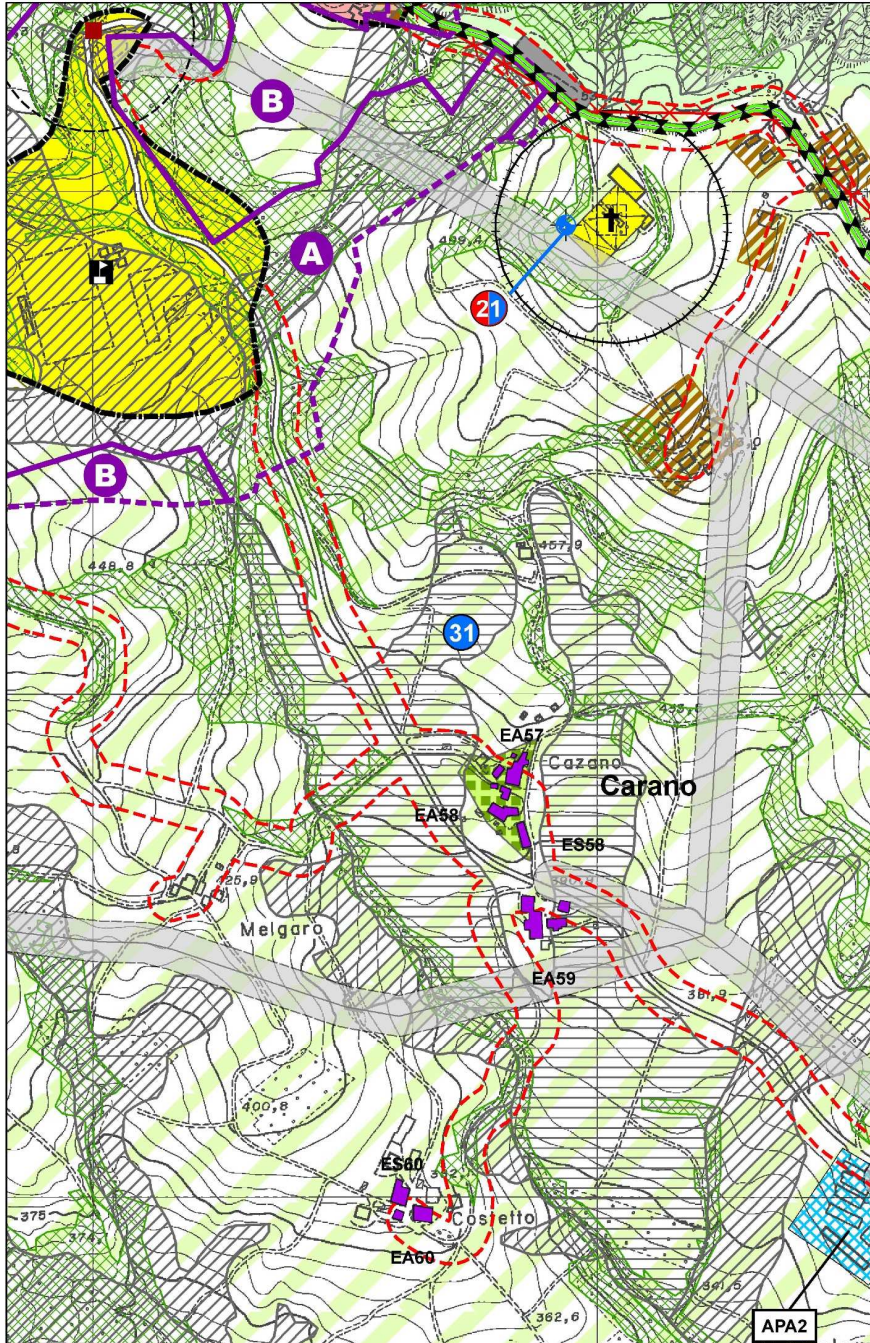 B
A
499,4
21
B
448,8
457,9
31
EA57
Cazano
Carano
EA58
ES58
425,9
Melgaro
EA59
381,9
400,8
ES60
Costetto
375
EA60
341,5
362,6
APA2